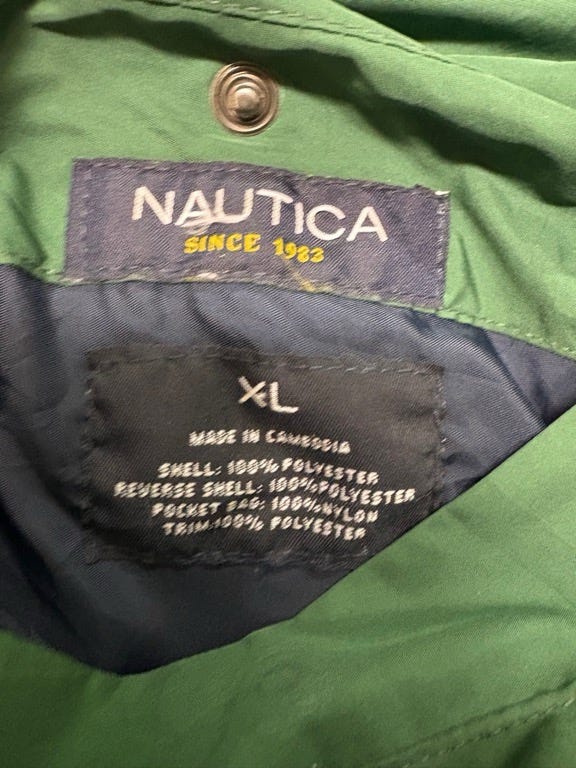 NAUTICA
SINCE 1983
XL
MADE IN CAMBODIA
SHELL: 100% POLYESTER
REVERSE SHELL: 100% POLYESTER
POCKET BAG: 100% NYLON
TRIM: 100% POLYESTER